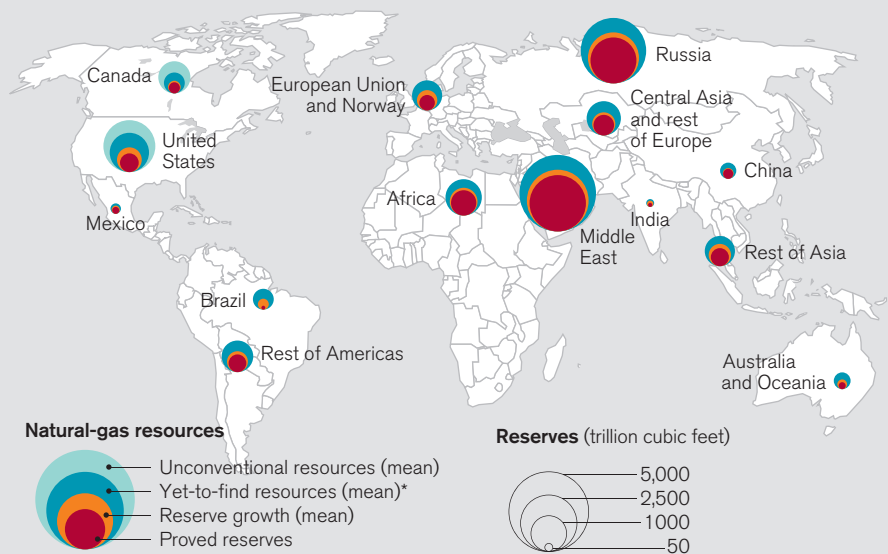 Canada
United
States
Mexico
Brazil
Rest of Americas
European Union
and Norway
Africa
Russia
Central Asia
and rest
of Europe
China
India
Middle
East
Rest of Asia
Australia
and Oceania
Natural-gas resources
Unconventional resources (mean)
Yet-to-find resources (mean)*
Reserve growth (mean)
Proved reserves
Reserves (trillion cubic feet)
5,000
2,500
1000
50